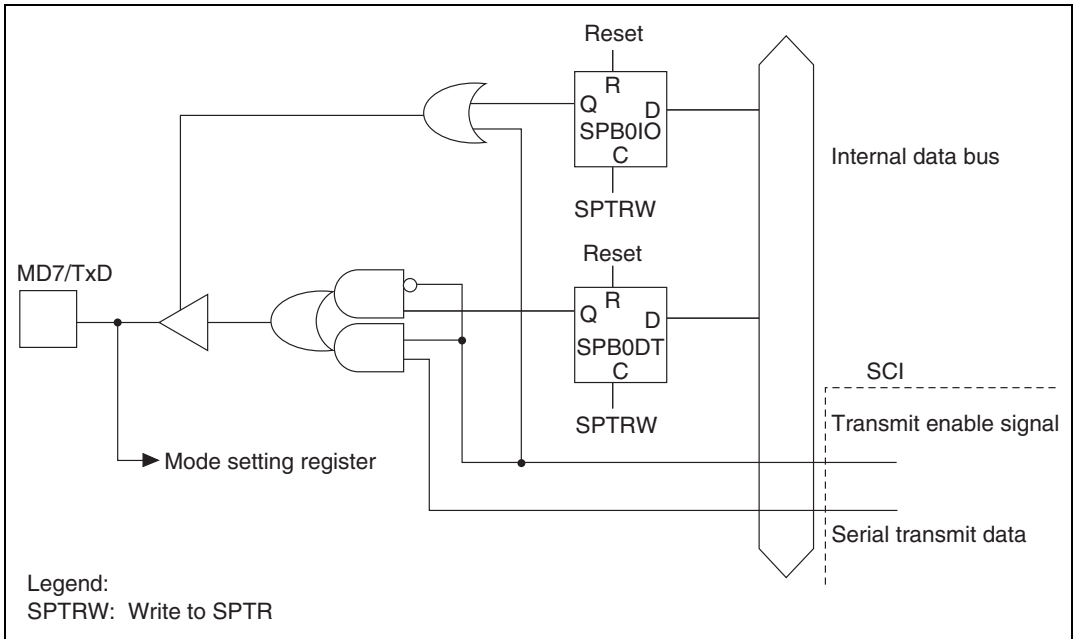 Reset
R
Q
D
SPB0IO
C
Internal data bus
SPTRW
Reset
MD7/TxD
R
Q
D
SPB0DT
C
SCI
SPTRW
Transmit enable signal
Mode setting register
Serial transmit data
Legend:
SPTRW: Write to SPTR